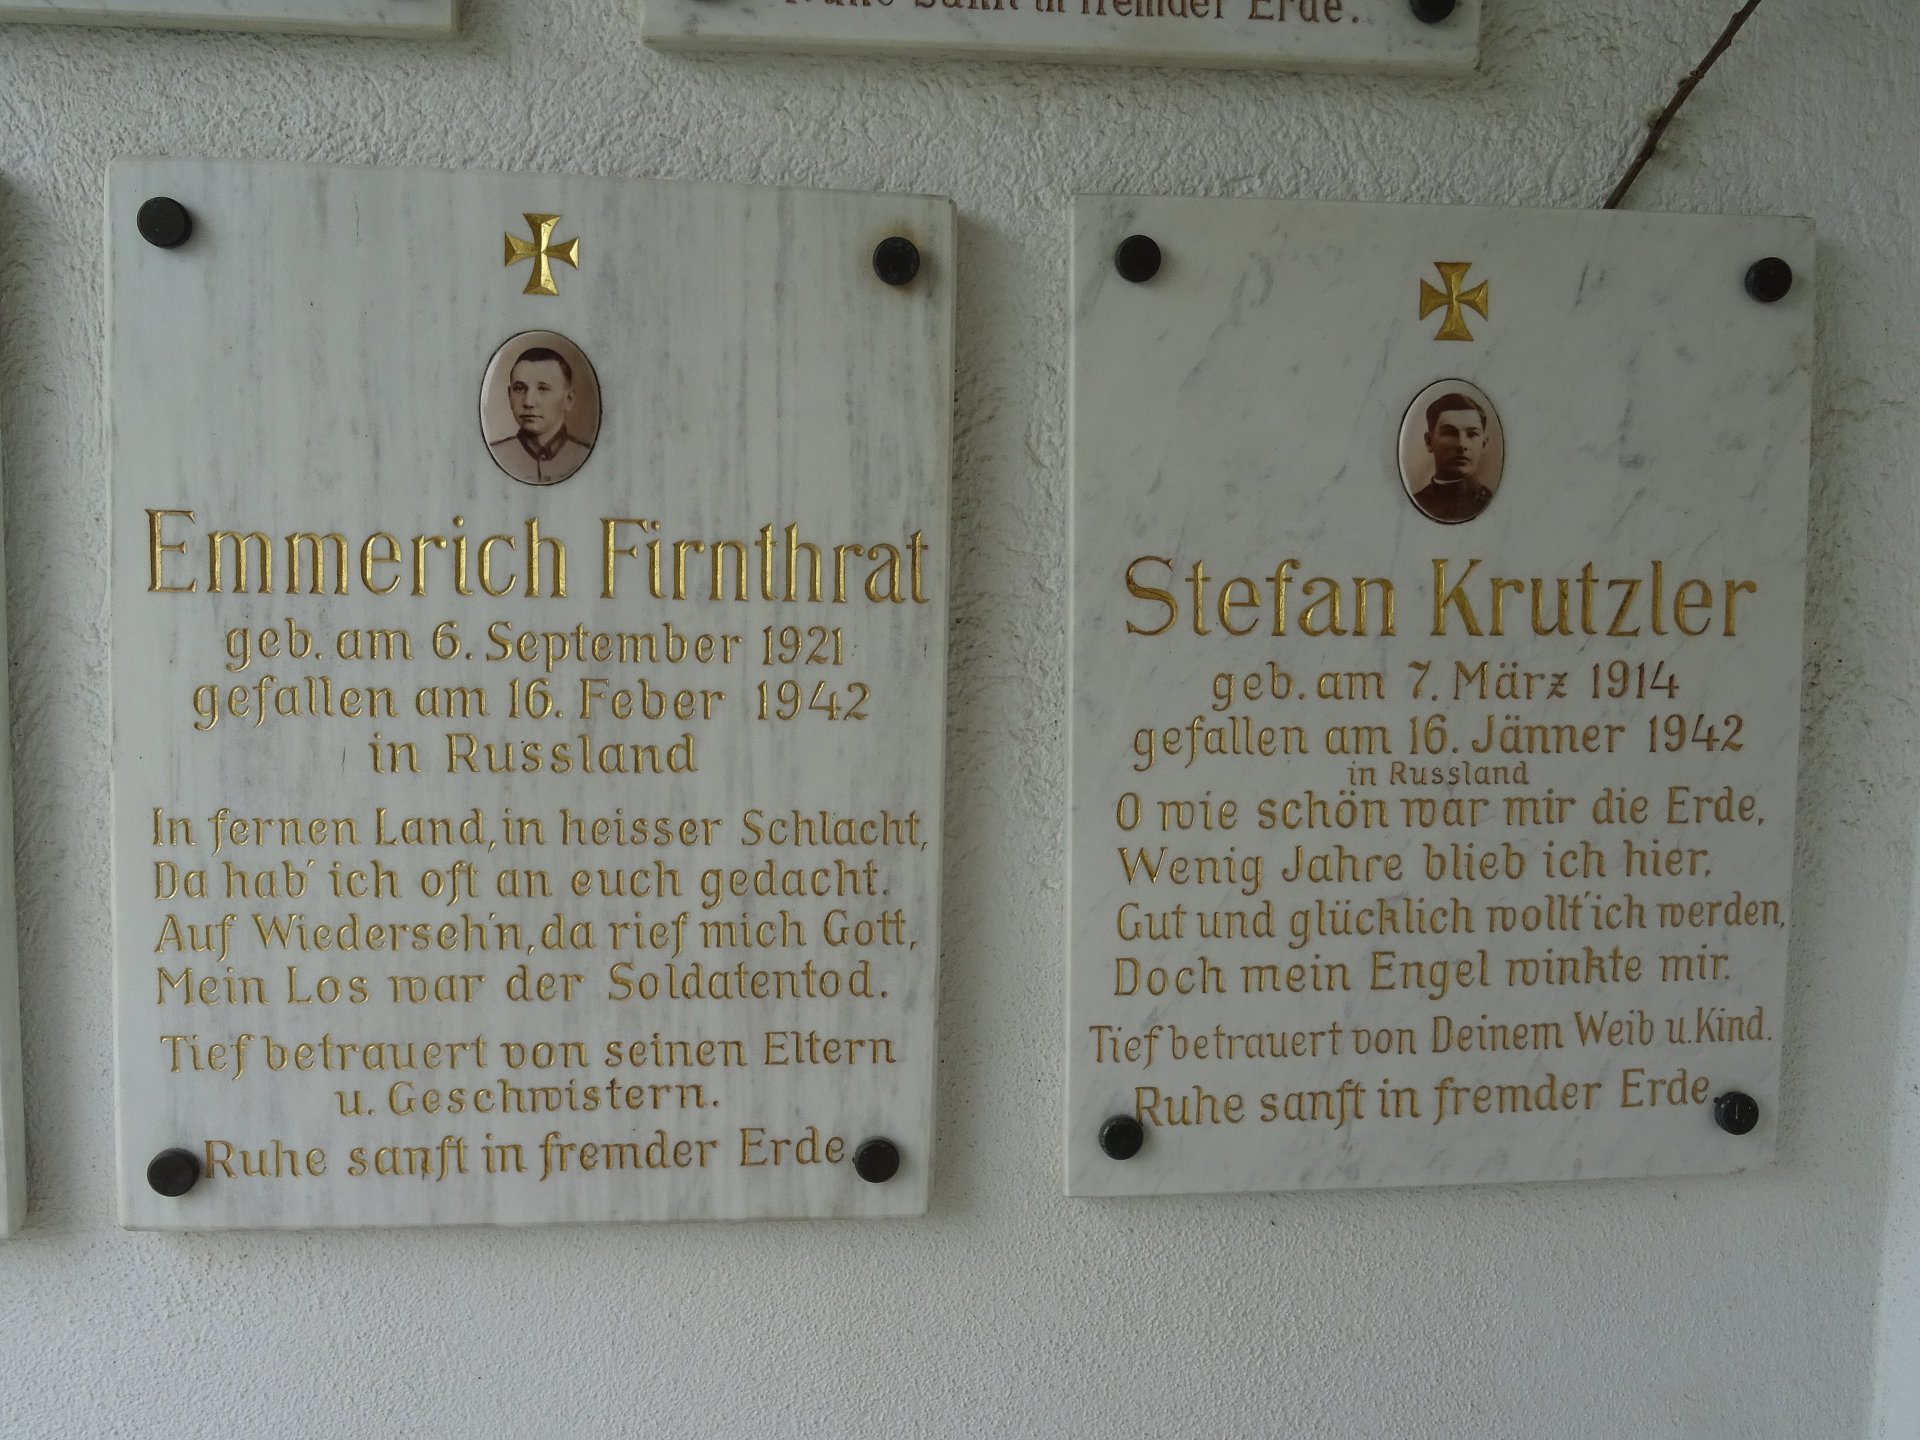 Ruhe sanft in fremder Erde.
Emmerich Firnthrat
geb. am 6. September 1921
gefallen am 16. Feber 1942
in Russland
In fernen Land, in heisser Schlacht,
Da hab' ich oft an euch gedacht.
Auf Wiederseh'n, da rief mich Gott,
Mein Los war der Soldatentod.
Tief betrauert von seinen Eltern
u. Geschwistern.
Ruhe sanft in fremder Erde.
Stefan Krutzler
geb. am 7. März 1914
gefallen am 16. Jänner 1942
in Russland
O wie schön war mir die Erde,
Wenig Jahre blieb ich hier,
Gut und glücklich wollt' ich werden,
Doch mein Engel winkte mir.
Tief betrauert von Deinem Weib u. Kind.
Ruhe sanft in fremder Erde.